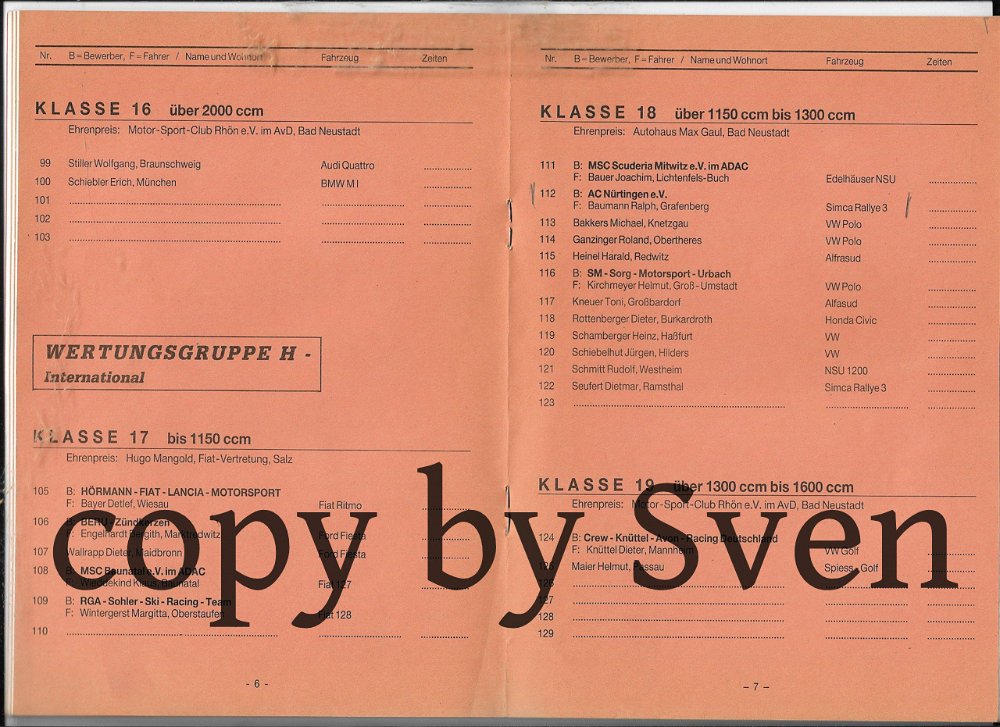 Nr. B=Bewerber, F=Fahrer / Name und Wohnort Fahrzeug Zeiten
KLASSE 16 über 2000 ccm
Ehrenpreis: Motor-Sport-Club Rhön e.V. im AvD, Bad Neustadt
99 Stiller Wolfgang, Braunschweig Audi Quattro
100 Schiebler Erich, München BMW M I
101
102
103
WERTUNGSGRUPPE H -
International
KLASSE 17 bis 1150 ccm
Ehrenpreis: Hugo Mangold, Fiat-Vertretung, Salz
105 B: HÖRMANN - FIAT - LANCIA - MOTORSPORT
F: Bayer Detlef, Wiesau Fiat Ritmo
106 B: BERU - Zündkerzen
F: Engelhardt Bergith, Marktredwitz Ford Fiesta
107 Wallrapp Dieter, Maidbronn Ford Fiesta
108 B: MSC Baunatal e.V. im ADAC
F: Wieddekind Klaus, Baunatal Fiat 127
109 B: RGA - Sohler - Ski - Racing - Team
F: Wintergerst Margitta, Oberstaufen Fiat 128
110
- 6 -
Nr. B=Bewerber, F=Fahrer / Name und Wohnort Fahrzeug Zeiten
KLASSE 18 über 1150 ccm bis 1300 ccm
Ehrenpreis: Autohaus Max Gaul, Bad Neustadt
111 B: MSC Scuderia Mitwitz e.V. im ADAC
F: Bauer Joachim, Lichtenfels-Buch Edelhäuser NSU
112 B: AC Nürtingen e.V.
F: Baumann Ralph, Grafenberg Simca Rallye 3
113 Bakkers Michael, Knetzgau VW Polo
114 Ganzinger Roland, Obertheres VW Polo
115 Heinel Harald, Redwitz Alfrasud
116 B: SM - Sorg - Motorsport - Urbach
F: Kirchmeyer Helmut, Groß-Umstadt VW Polo
117 Kneuer Toni, Großbardorf Alfasud
118 Rottenberger Dieter, Burkardroth Honda Civic
119 Schamberger Heinz, Haßfurt VW
120 Schiebelhut Jürgen, Hilders VW
121 Schmitt Rudolf, Westheim NSU 1200
122 Seufert Dietmar, Ramsthal Simca Rallye 3
123
KLASSE 19 über 1300 ccm bis 1600 ccm
Ehrenpreis: Motor-Sport-Club Rhön e.V. im AvD, Bad Neustadt
124 B: Crew - Knüttel - Avon - Racing Deutschland
F: Knüttel Dieter, Mannheim VW Golf
125 Maier Helmut, Passau Spiess Golf
126
127
128
129
- 7 -
copy by Sven